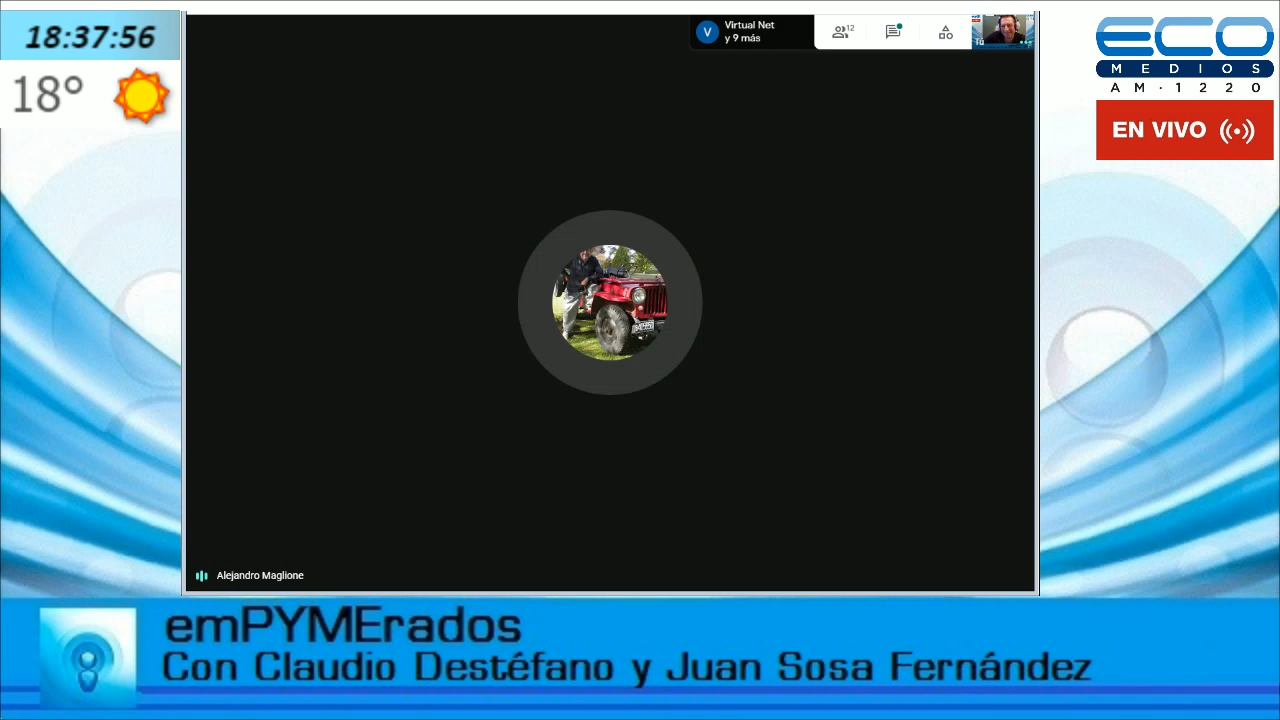 18:37:56
18°
Virtual Net
y 9 más
V
12
Tú
ECO
MEDIOS
AM·1220
EN VIVO
Alejandro Maglione
emPYMErados
Con Claudio Destéfano y Juan Sosa Fernández